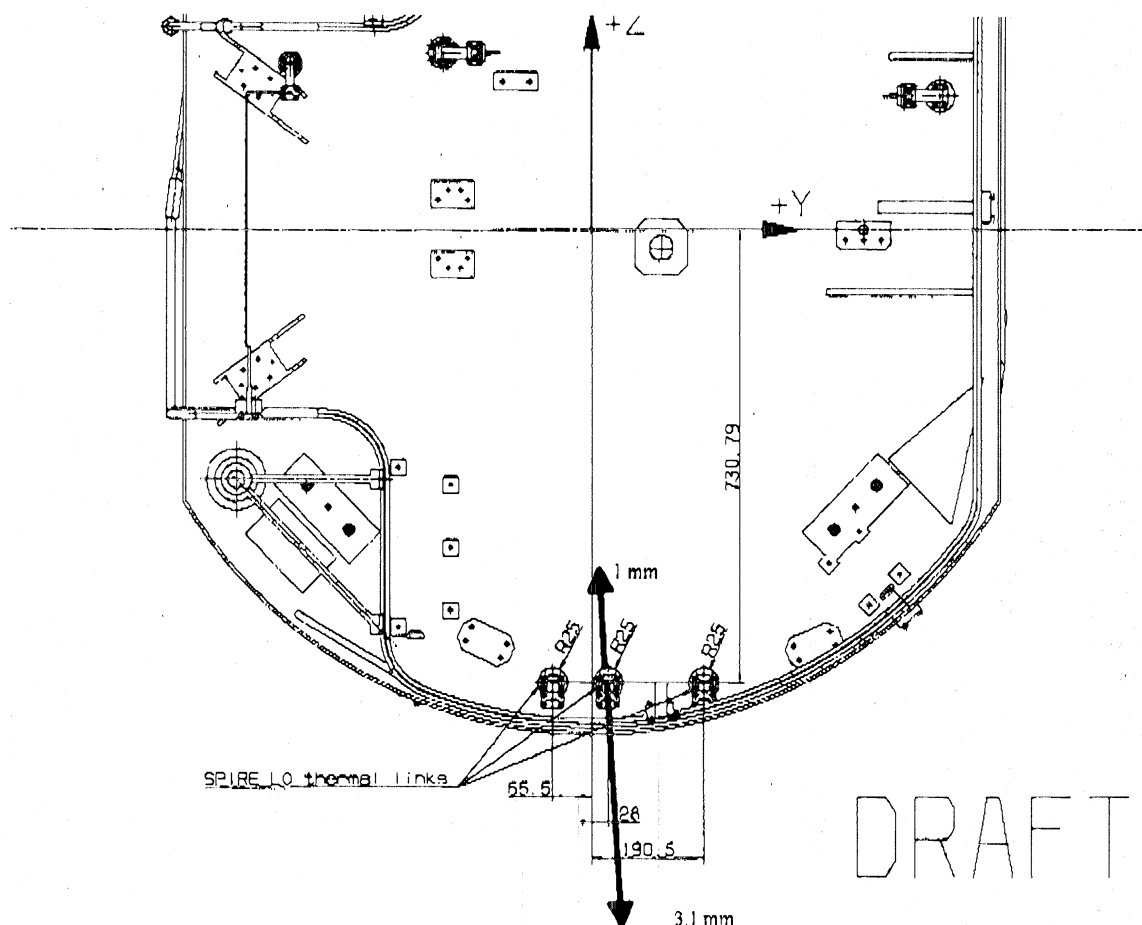 +Z
+Y
730.79
1 mm
R25
R25
R25
SPIRE L0 thermal links
65.5
28
190.5
DRAFT
3.1 mm